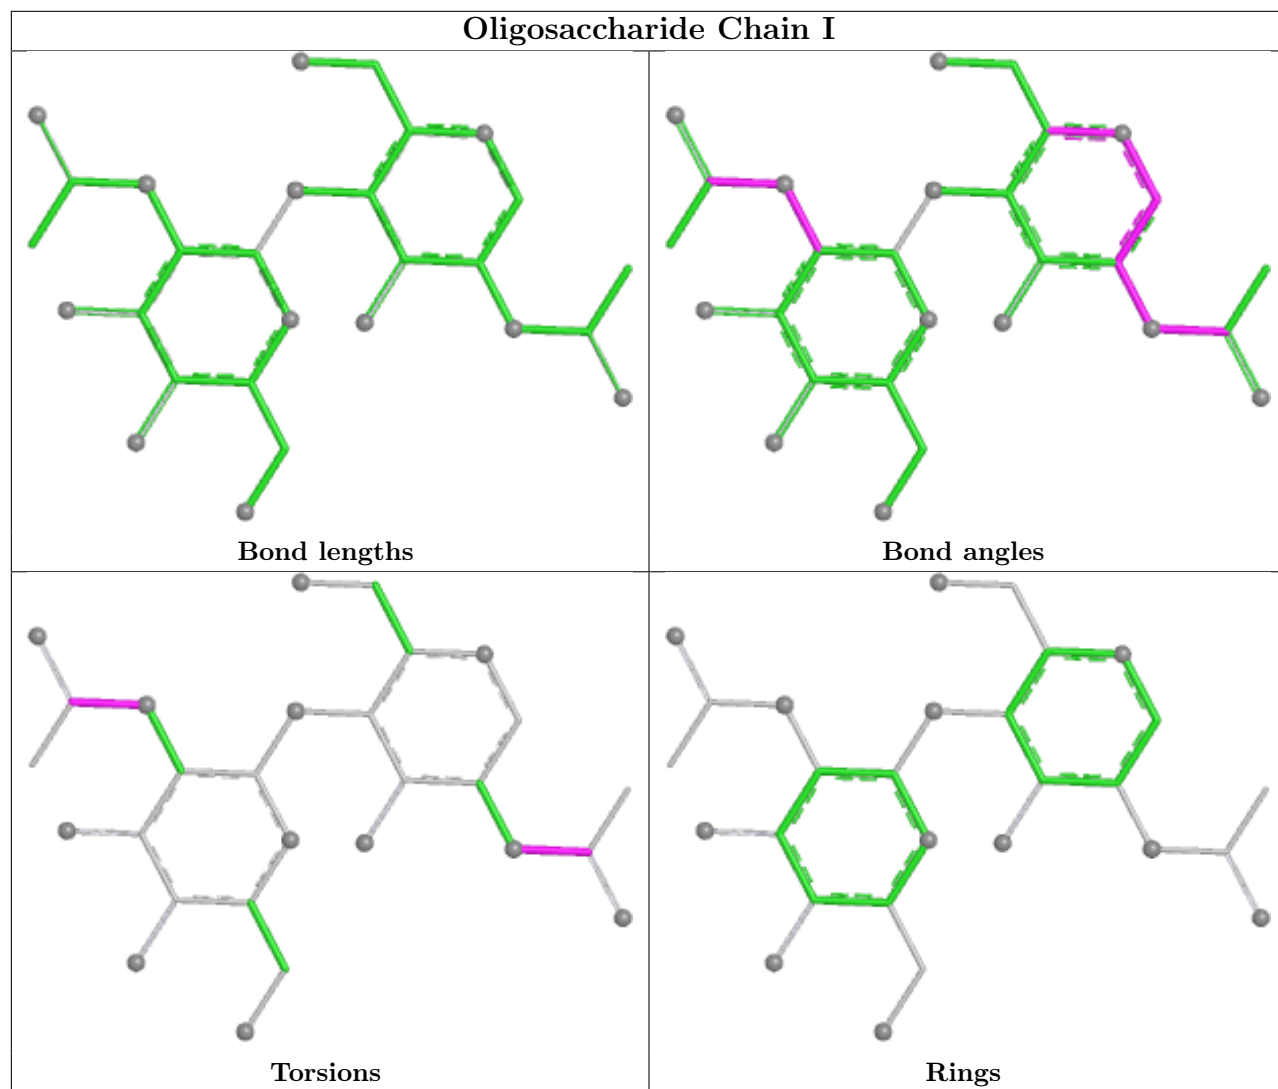 Oligosaccharide Chain I
Bond lengths
Bond angles
Torsions
Rings